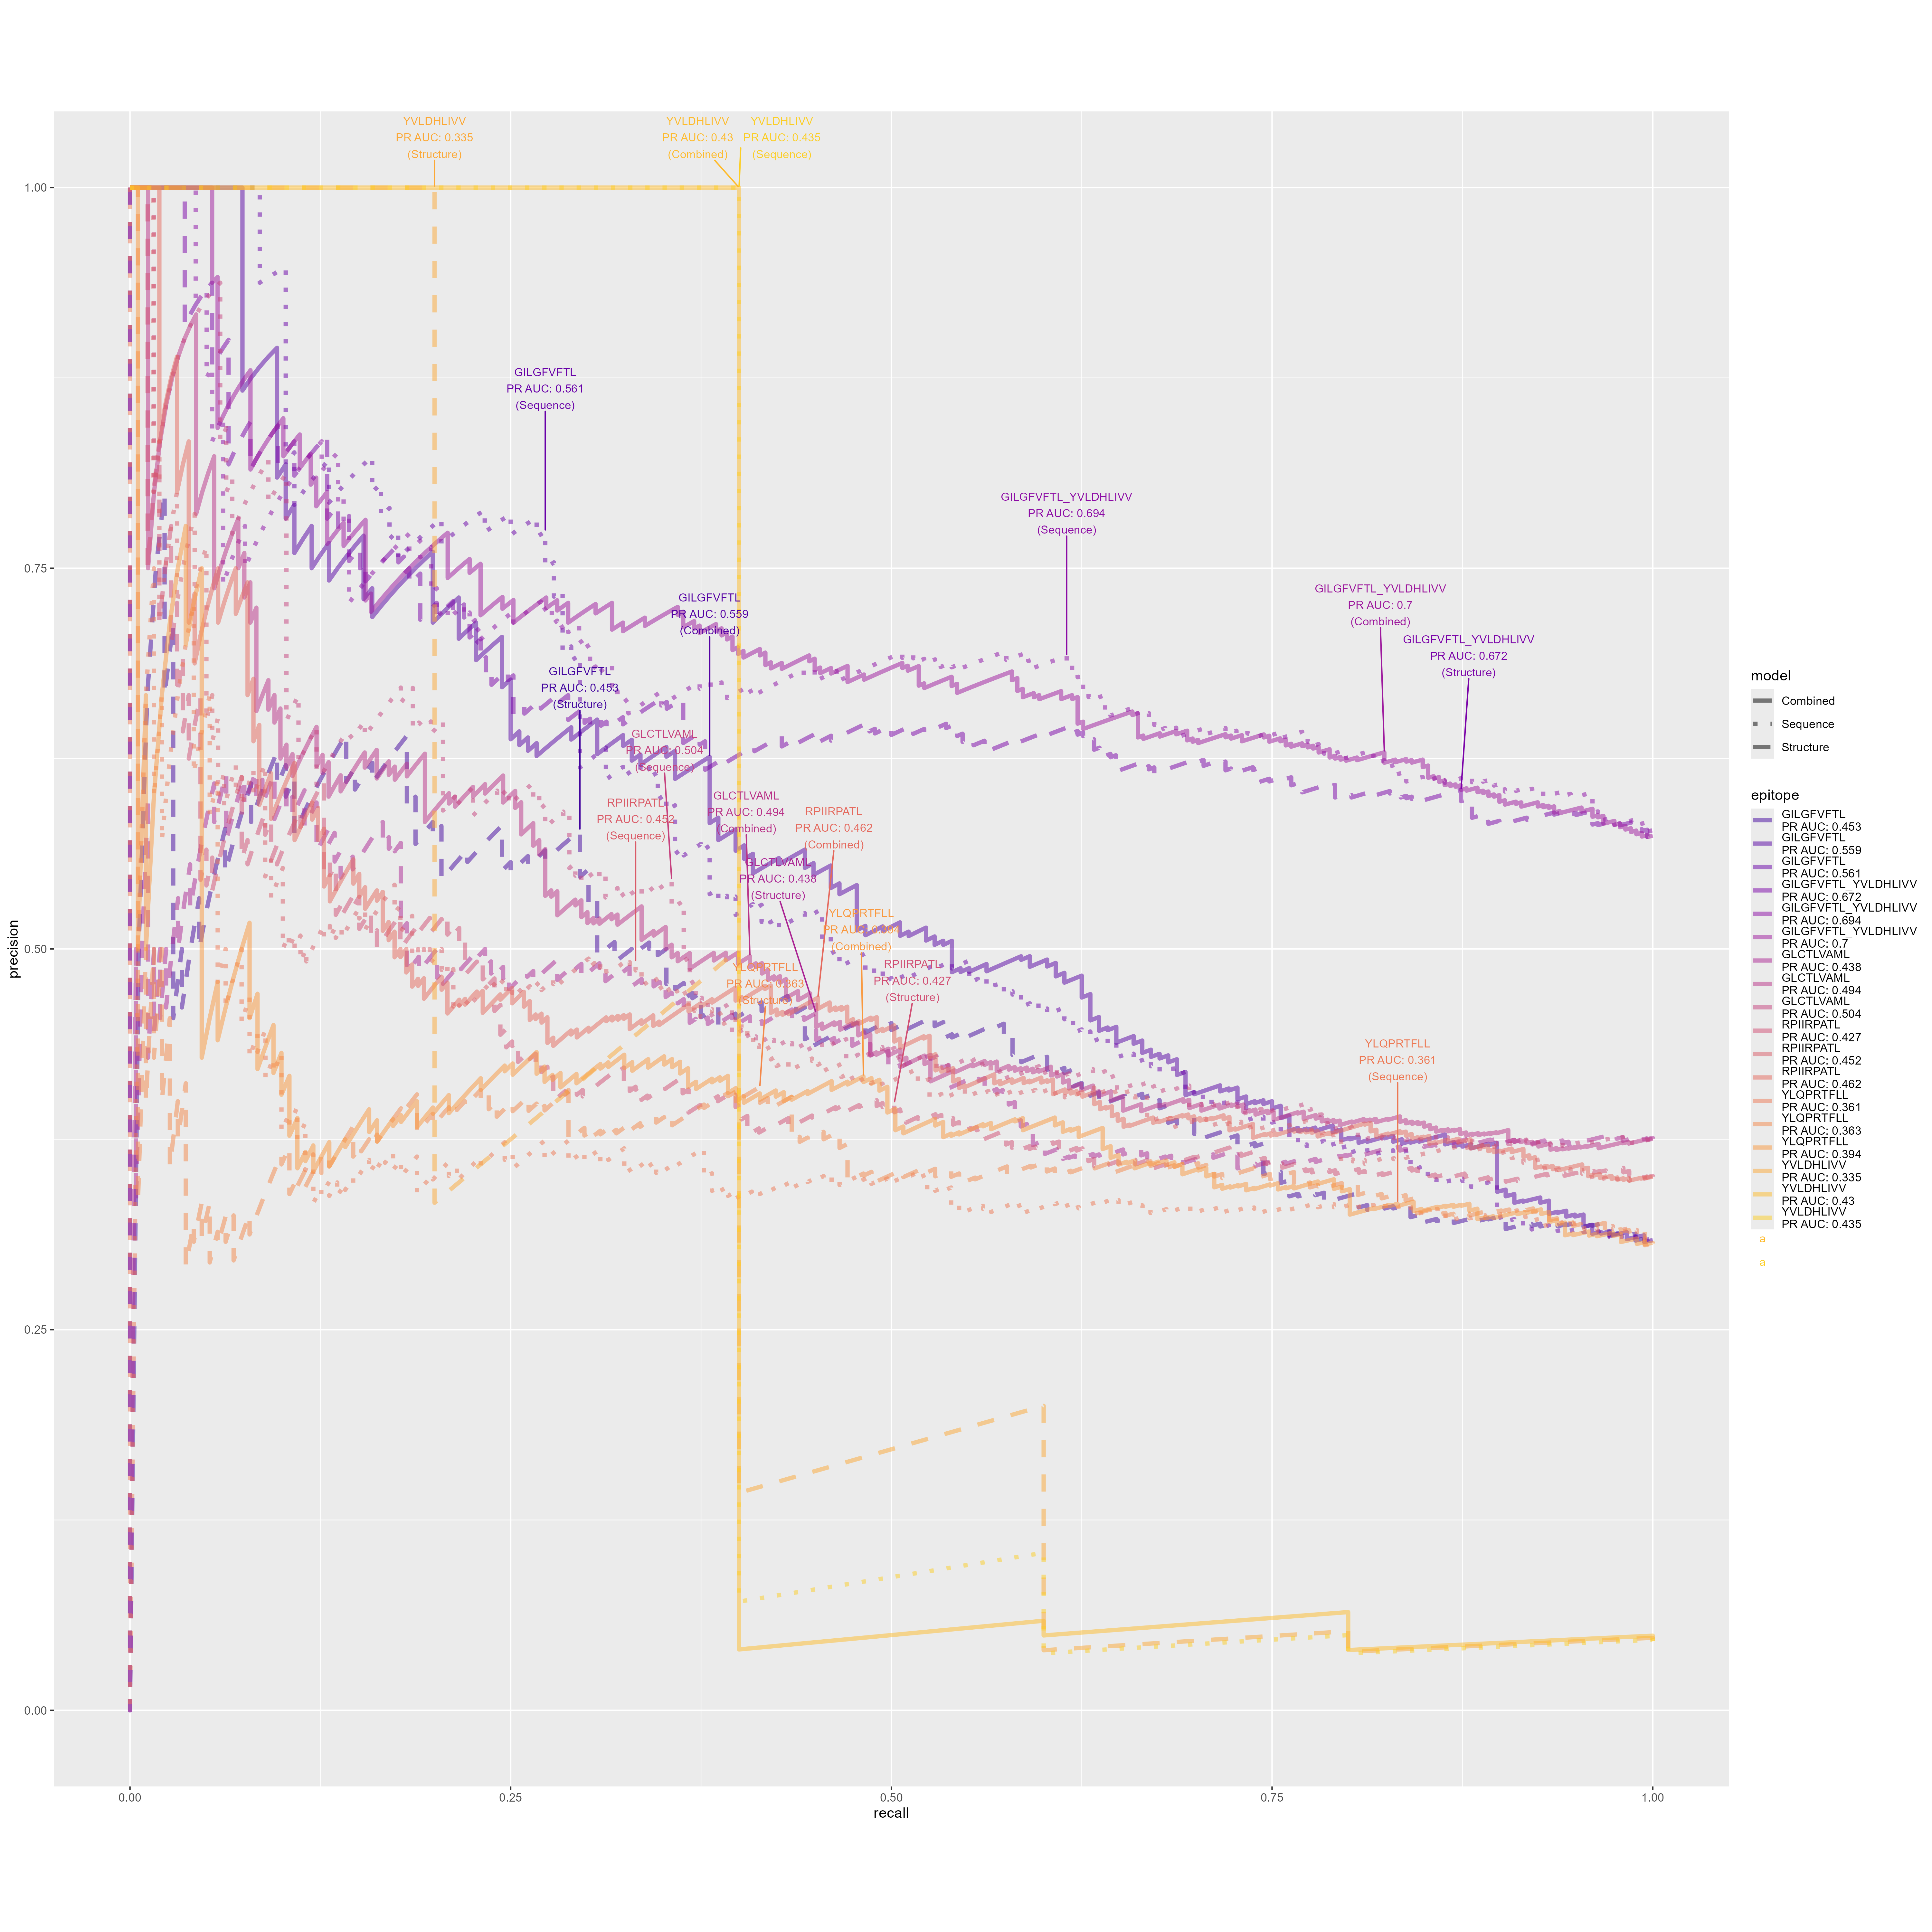 YVLDHLIVV
PR AUC: 0.335
(Structure)
YVLDHLIVV
PR AUC: 0.43
(Combined)
YVLDHLIVV
PR AUC: 0.435
(Sequence)
1.00
GILGFVFTL
PR AUC: 0.561
(Sequence)
GILGFVFTL_YVLDHLIVV
PR AUC: 0.694
(Sequence)
0.75
GILGFVFTL_YVLDHLIVV
PR AUC: 0.7
(Combined)
GILGFVFTL
PR AUC: 0.559
(Combined)
GILGFVFTL_YVLDHLIVV
PR AUC: 0.672
(Structure)
GILGFVFTL
PR AUC: 0.453
(Structure)
GLCTLVAML
PR AUC: 0.504
(Sequence)
GLCTLVAML
PR AUC: 0.494
(Combined)
RPIIRPATL
PR AUC: 0.452
(Sequence)
RPIIRPATL
PR AUC: 0.462
(Combined)
GLCTLVAML
PR AUC: 0.438
(Structure)
YLQPRTFLL
PR AUC: 0.394
(Combined)
0.50
YLQPRTFLL
PR AUC: 0.363
(Structure)
RPIIRPATL
PR AUC: 0.427
(Structure)
YLQPRTFLL
PR AUC: 0.361
(Sequence)
0.25
0.00
precision
0.00
0.25
0.50
0.75
1.00
recall
model
Combined
Sequence
Structure
epitope
GILGFVFTL
PR AUC: 0.453
GILGFVFTL
PR AUC: 0.559
GILGFVFTL
PR AUC: 0.561
GILGFVFTL_YVLDHLIVV
PR AUC: 0.672
GILGFVFTL_YVLDHLIVV
PR AUC: 0.694
GILGFVFTL_YVLDHLIVV
PR AUC: 0.7
GLCTLVAML
PR AUC: 0.438
GLCTLVAML
PR AUC: 0.494
GLCTLVAML
PR AUC: 0.504
RPIIRPATL
PR AUC: 0.427
RPIIRPATL
PR AUC: 0.452
RPIIRPATL
PR AUC: 0.462
YLQPRTFLL
PR AUC: 0.361
YLQPRTFLL
PR AUC: 0.363
YLQPRTFLL
PR AUC: 0.394
YVLDHLIVV
PR AUC: 0.335
YVLDHLIVV
PR AUC: 0.43
YVLDHLIVV
PR AUC: 0.435
a
a